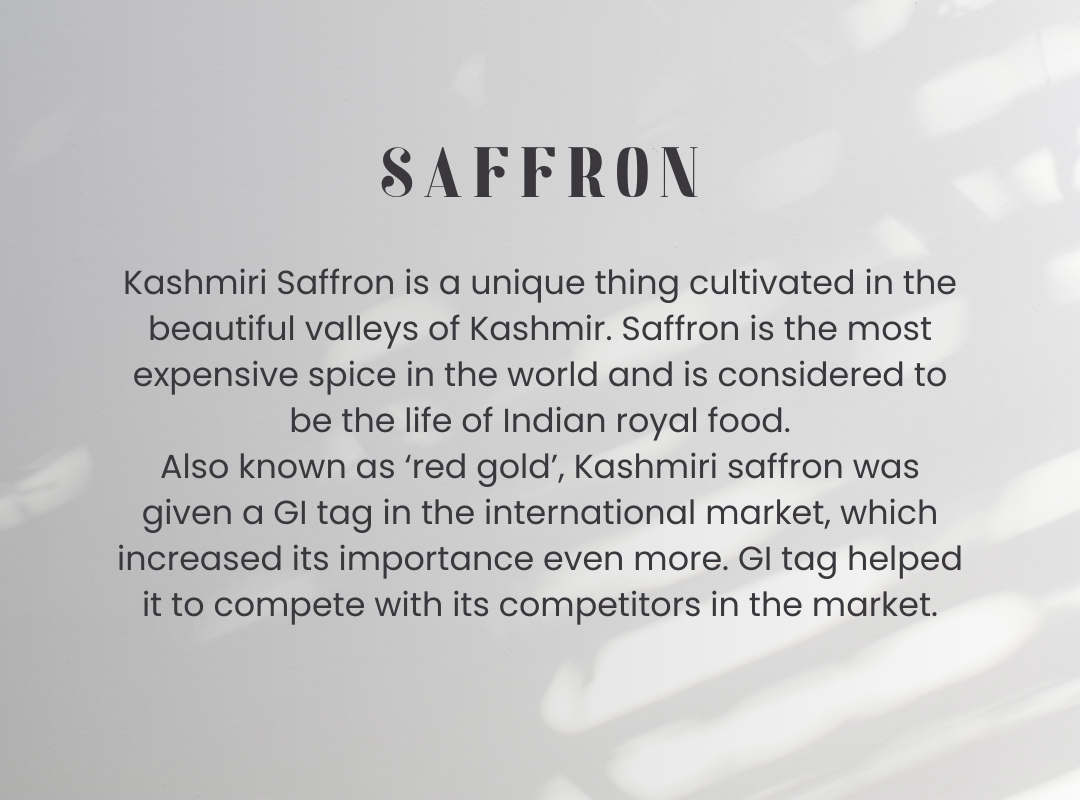 SAFFRON
Kashmiri Saffron is a unique thing cultivated in the
beautiful valleys of Kashmir. Saffron is the most
expensive spice in the world and is considered to
be the life of Indian royal food.
Also known as ‘red gold’, Kashmiri saffron was
given a GI tag in the international market, which
increased its importance even more. GI tag helped
it to compete with its competitors in the market.